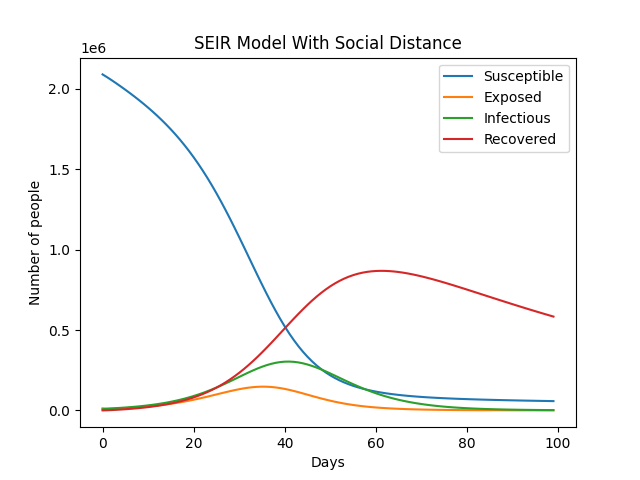 SEIR Model With Social Distance
1e6
Susceptible
Exposed
Infectious
Recovered
2.0
1.5
1.0
0.5
0.0
Number of people
0 20 40 60 80 100
Days